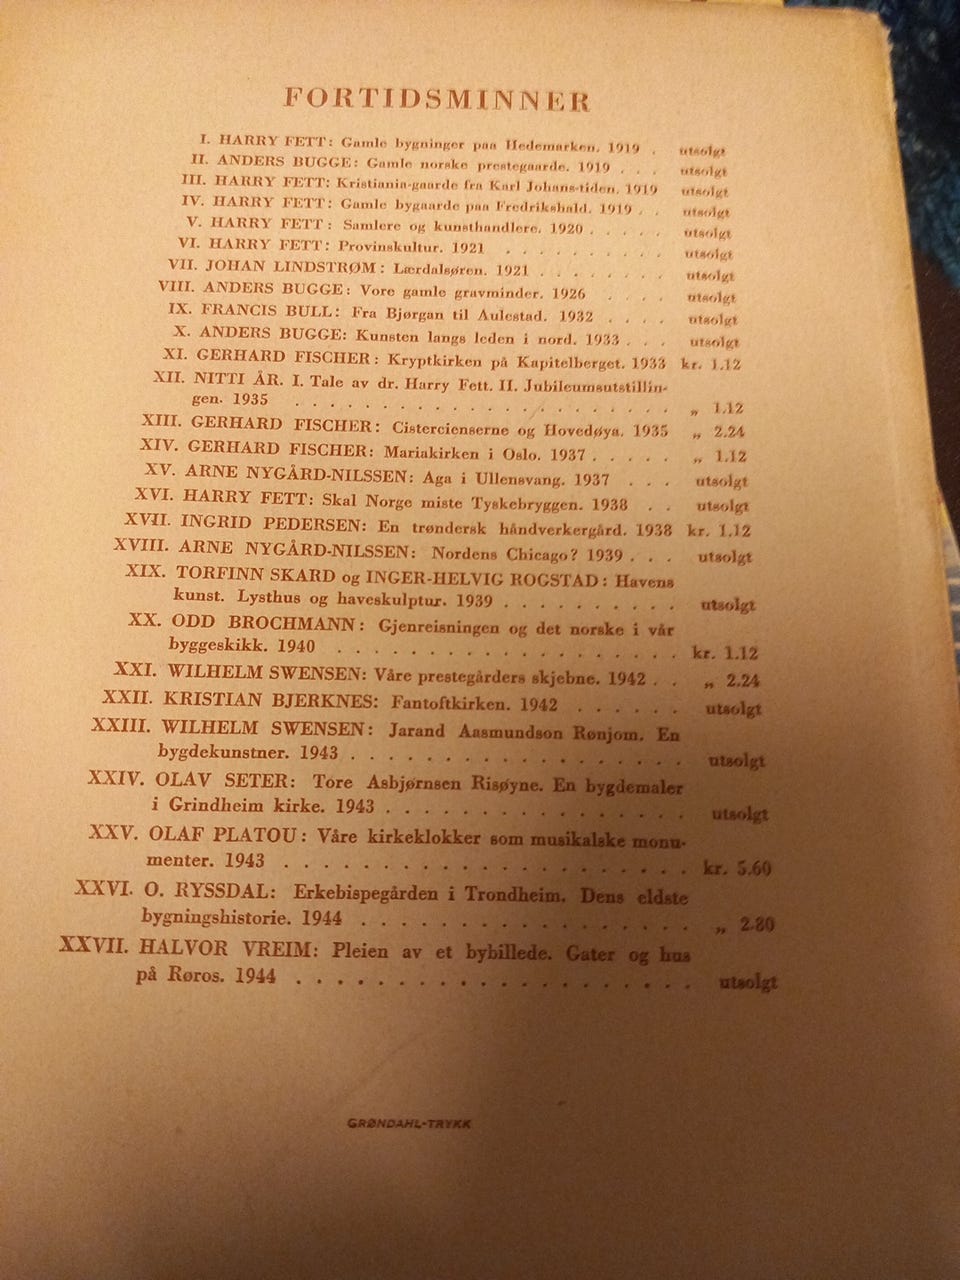 FORTIDSMINNER
I. HARRY FETT: Gamle bygninger paa Hedemarken. 1919 . utsolgt
II. ANDERS BUGGE: Gamle norske prestegaarde. 1919 . . . utsolgt
III. HARRY FETT: Kristiania-gaarde fra Karl Johans-tiden. 1919 utsolgt
IV. HARRY FETT: Gamle bygaarde paa Fredrikshald. 1919 . . utsolgt
V. HARRY FETT: Samlere og kunsthandlere. 1920 . . . . . utsolgt
VI. HARRY FETT: Provinskultur. 1921 . . . . . . . . . utsolgt
VII. JOHAN LINDSTRØM: Lærdalsøren. 1921 . . . . . . . utsolgt
VIII. ANDERS BUGGE: Vore gamle gravminder. 1926 . . . . utsolgt
IX. FRANCIS BULL: Fra Bjørgan til Aulestad. 1932 . . . . utsolgt
X. ANDERS BUGGE: Kunsten langs leden i nord. 1933 . . . utsolgt
XI. GERHARD FISCHER: Kryptkirken på Kapitelberget. 1933 kr. 1.12
XII. NITTI ÅR. I. Tale av dr. Harry Fett. II. Jubileumsutstillin-
gen. 1935 . . . . . . . . . . . . . . . . . . . . „ 1.12
XIII. GERHARD FISCHER: Cistercienserne og Hovedøya. 1935 „ 2.24
XIV. GERHARD FISCHER: Mariakirken i Oslo. 1937 . . . . . „ 1.12
XV. ARNE NYGÅRD-NILSSEN: Aga i Ullensvang. 1937 . . . utsolgt
XVI. HARRY FETT: Skal Norge miste Tyskebryggen. 1938 . . utsolgt
XVII. INGRID PEDERSEN: En trøndersk håndverkergård. 1938 kr. 1.12
XVIII. ARNE NYGÅRD-NILSSEN: Nordens Chicago? 1939 . . . utsolgt
XIX. TORFINN SKARD og INGER-HELVIG ROGSTAD: Havens
kunst. Lysthus og haveskulptur. 1939 . . . . . . . . . utsolgt
XX. ODD BROCHMANN: Gjenreisningen og det norske i vår
byggeskikk. 1940 . . . . . . . . . . . . . . . . . . kr. 1.12
XXI. WILHELM SWENSEN: Våre prestegårders skjebne. 1942 . . „ 2.24
XXII. KRISTIAN BJERKNES: Fantoftkirken. 1942 . . . . . . utsolgt
XXIII. WILHELM SWENSEN: Jarand Aasmundson Rønjom. En
bygdekunstner. 1943 . . . . . . . . . . . . . . . . . utsolgt
XXIV. OLAV SETER: Tore Asbjørnsen Risøyne. En bygdemaler
i Grindheim kirke. 1943 . . . . . . . . . . . . . . . utsolgt
XXV. OLAF PLATOU: Våre kirkeklokker som musikalske monu-
menter. 1943 . . . . . . . . . . . . . . . . . . . . kr. 5.60
XXVI. O. RYSSDAL: Erkebispegården i Trondheim. Dens eldste
bygningshistorie. 1944 . . . . . . . . . . . . . . . . „ 2.80
XXVII. HALVOR VREIM: Pleien av et bybillede. Gater og hus
på Røros. 1944 . . . . . . . . . . . . . . . . . . . utsolgt
GRØNDAHL-TRYKK